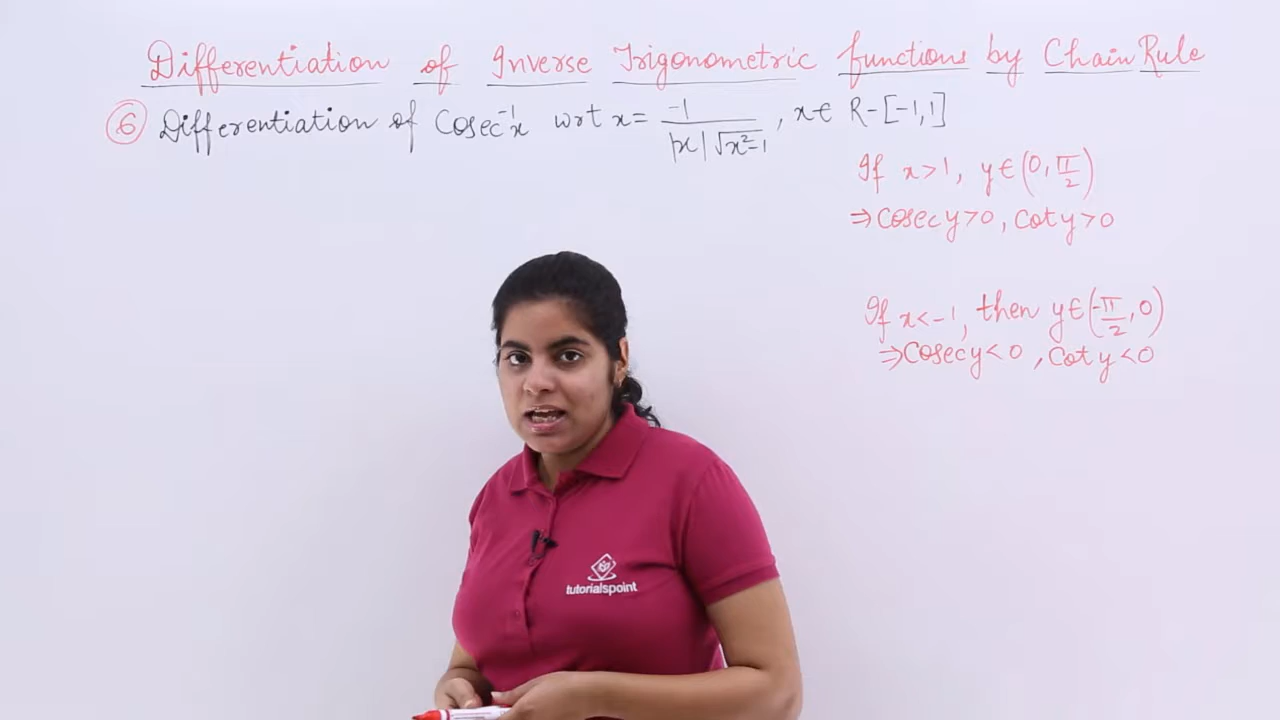 Differentiation of Inverse Trigonometric functions by Chain Rule
⑥ Differentiation of Cosec⁻¹x wrt x = -1/(|x|√(x²-1)), x ∈ R-[-1,1]
If x>1, y∈(0, π/2)
⇒ Cosec y>0, Cot y>0
If x<-1, then y∈(-π/2, 0)
⇒ Cosec y<0, Cot y<0
tutorialspoint